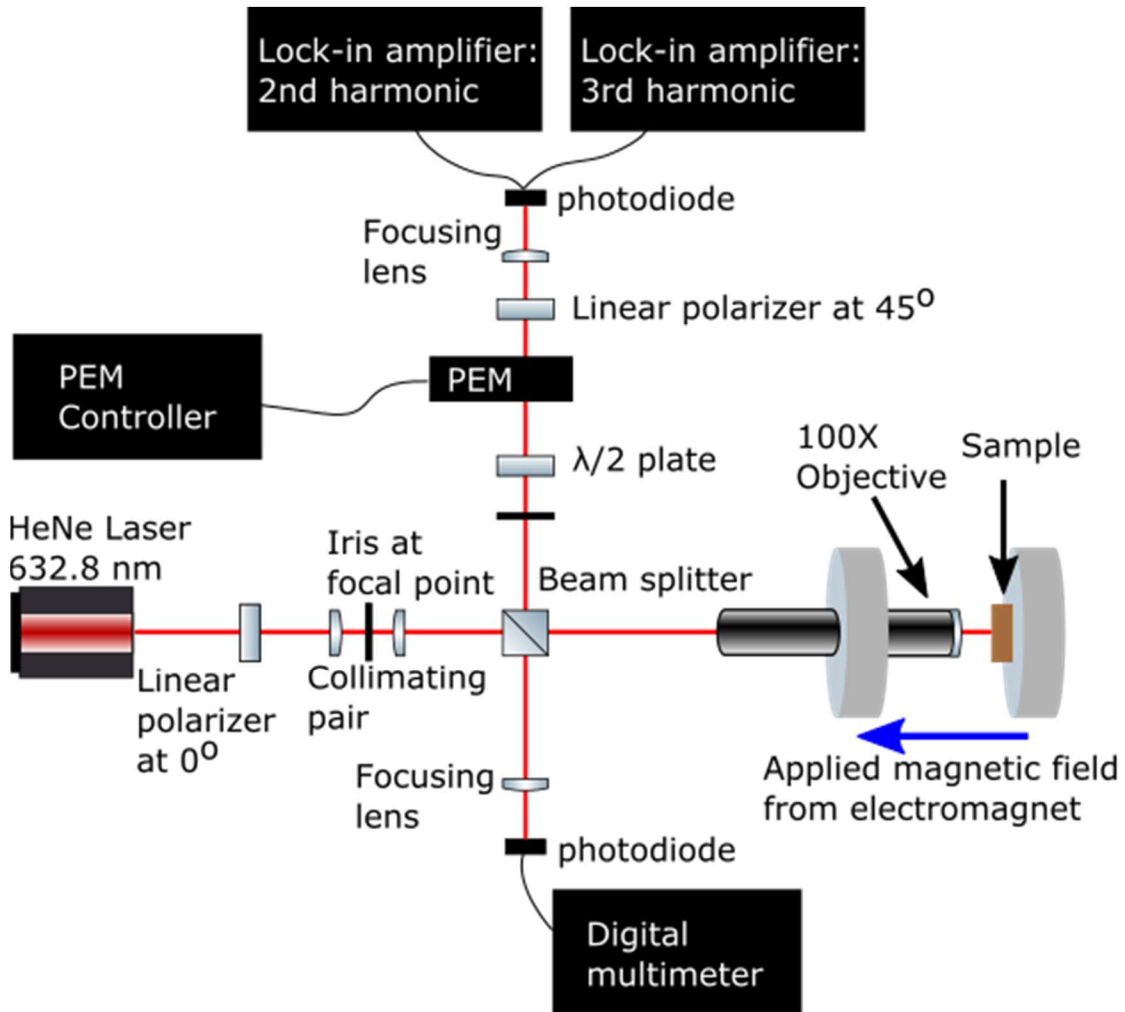 Lock-in amplifier:
2nd harmonic
Lock-in amplifier:
3rd harmonic
photodiode
Focusing
lens
Linear polarizer at 45⁰
PEM
Controller
PEM
λ/2 plate
100X
Objective
Sample
HeNe Laser
632.8 nm
Iris at
focal point
Beam splitter
Linear
polarizer
at 0⁰
Collimating
pair
Applied magnetic field
from electromagnet
Focusing
lens
photodiode
Digital
multimeter